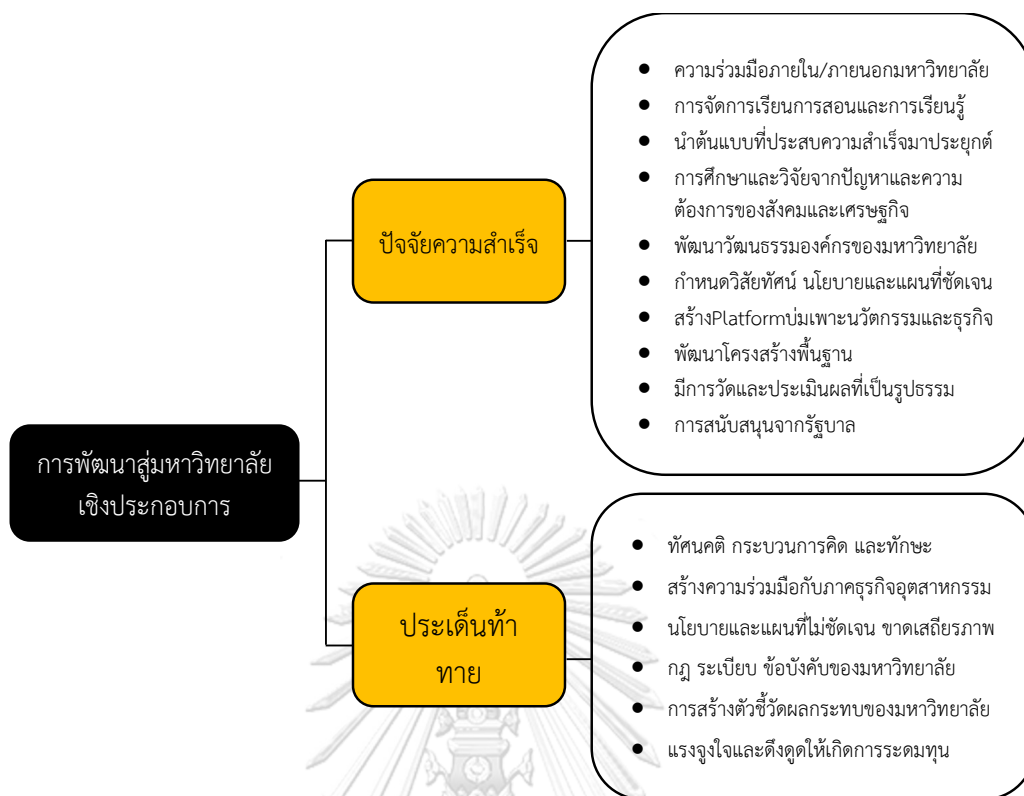 การพัฒนาสู่มหาวิทยาลัย
เชิงประกอบการ
ปัจจัยความสำเร็จ
● ความร่วมมือภายใน/ภายนอกมหาวิทยาลัย
● การจัดการเรียนการสอนและการเรียนรู้
● นำต้นแบบที่ประสบความสำเร็จมาประยุกต์
● การศึกษาและวิจัยจากปัญหาและความ
ต้องการของสังคมและเศรษฐกิจ
● พัฒนาวัฒนธรรมองค์กรของมหาวิทยาลัย
● กำหนดวิสัยทัศน์ นโยบายและแผนที่ชัดเจน
● สร้างPlatformบ่มเพาะนวัตกรรมและธุรกิจ
● พัฒนาโครงสร้างพื้นฐาน
● มีการวัดและประเมินผลที่เป็นรูปธรรม
● การสนับสนุนจากรัฐบาล
ประเด็นท้า
ทาย
● ทัศนคติ กระบวนการคิด และทักษะ
● สร้างความร่วมมือกับภาคธุรกิจอุตสาหกรรม
● นโยบายและแผนที่ไม่ชัดเจน ขาดเสถียรภาพ
● กฎ ระเบียบ ข้อบังคับของมหาวิทยาลัย
● การสร้างตัวชี้วัดผลกระทบของมหาวิทยาลัย
● แรงจูงใจและดึงดูดให้เกิดการระดมทุน